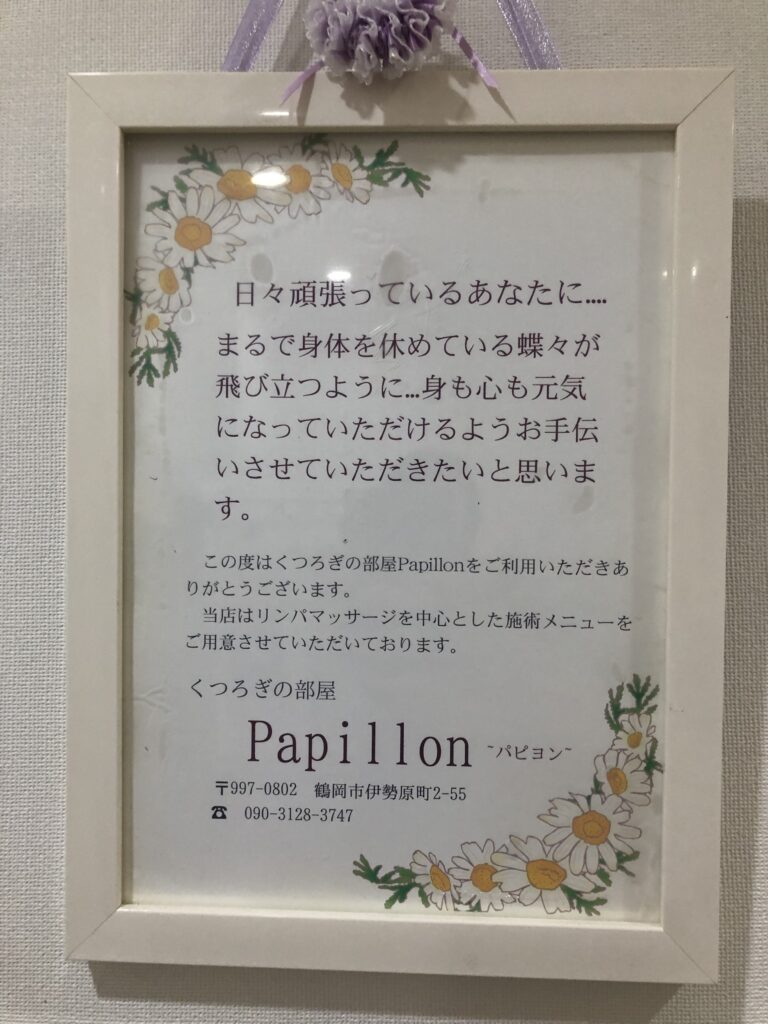 日々頑張っているあなたに....
まるで身体を休めている蝶々が
飛び立つように...身も心も元気
になっていただけるようお手伝
いさせていただきたいと思いま
す。
この度はくつろぎの部屋Papillonをご利用いただきあ
りがとうございます。
当店はリンパマッサージを中心とした施術メニューを
ご用意させていただいております。
くつろぎの部屋
Papillon ~パピヨン~
〒997-0802 鶴岡市伊勢原町2-55
☎ 090-3128-3747